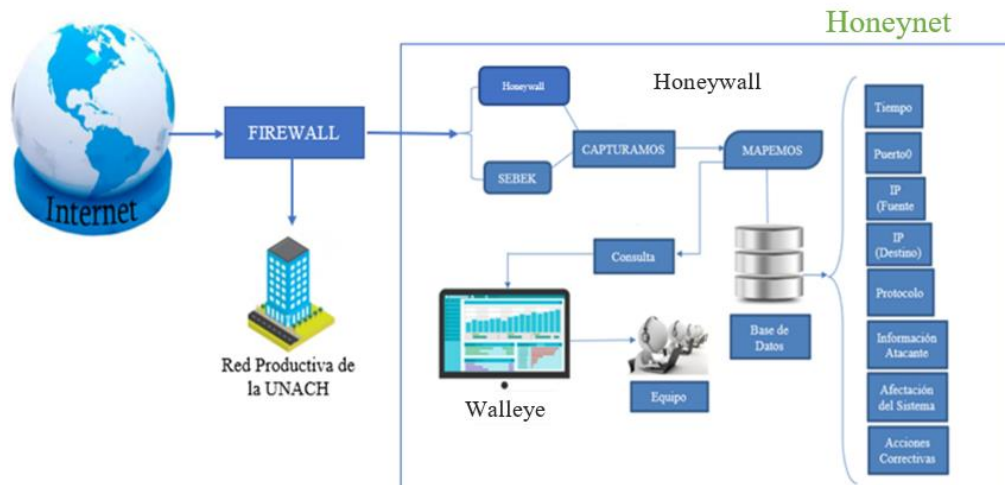 Honeynet
Honeywall
Honeywall
Tiempo
FIREWALL
CAPTURAMOS
MAPEMOS
Puerto0
SEBEK
IP
(Fuente
Internet
IP
(Destino)
Consulta
Protocolo
Base de
Datos
Información
Atacante
Red Productiva de
la UNACH
Walleye
Equipo
Afectación
del Sistema
Acciones
Correctivas